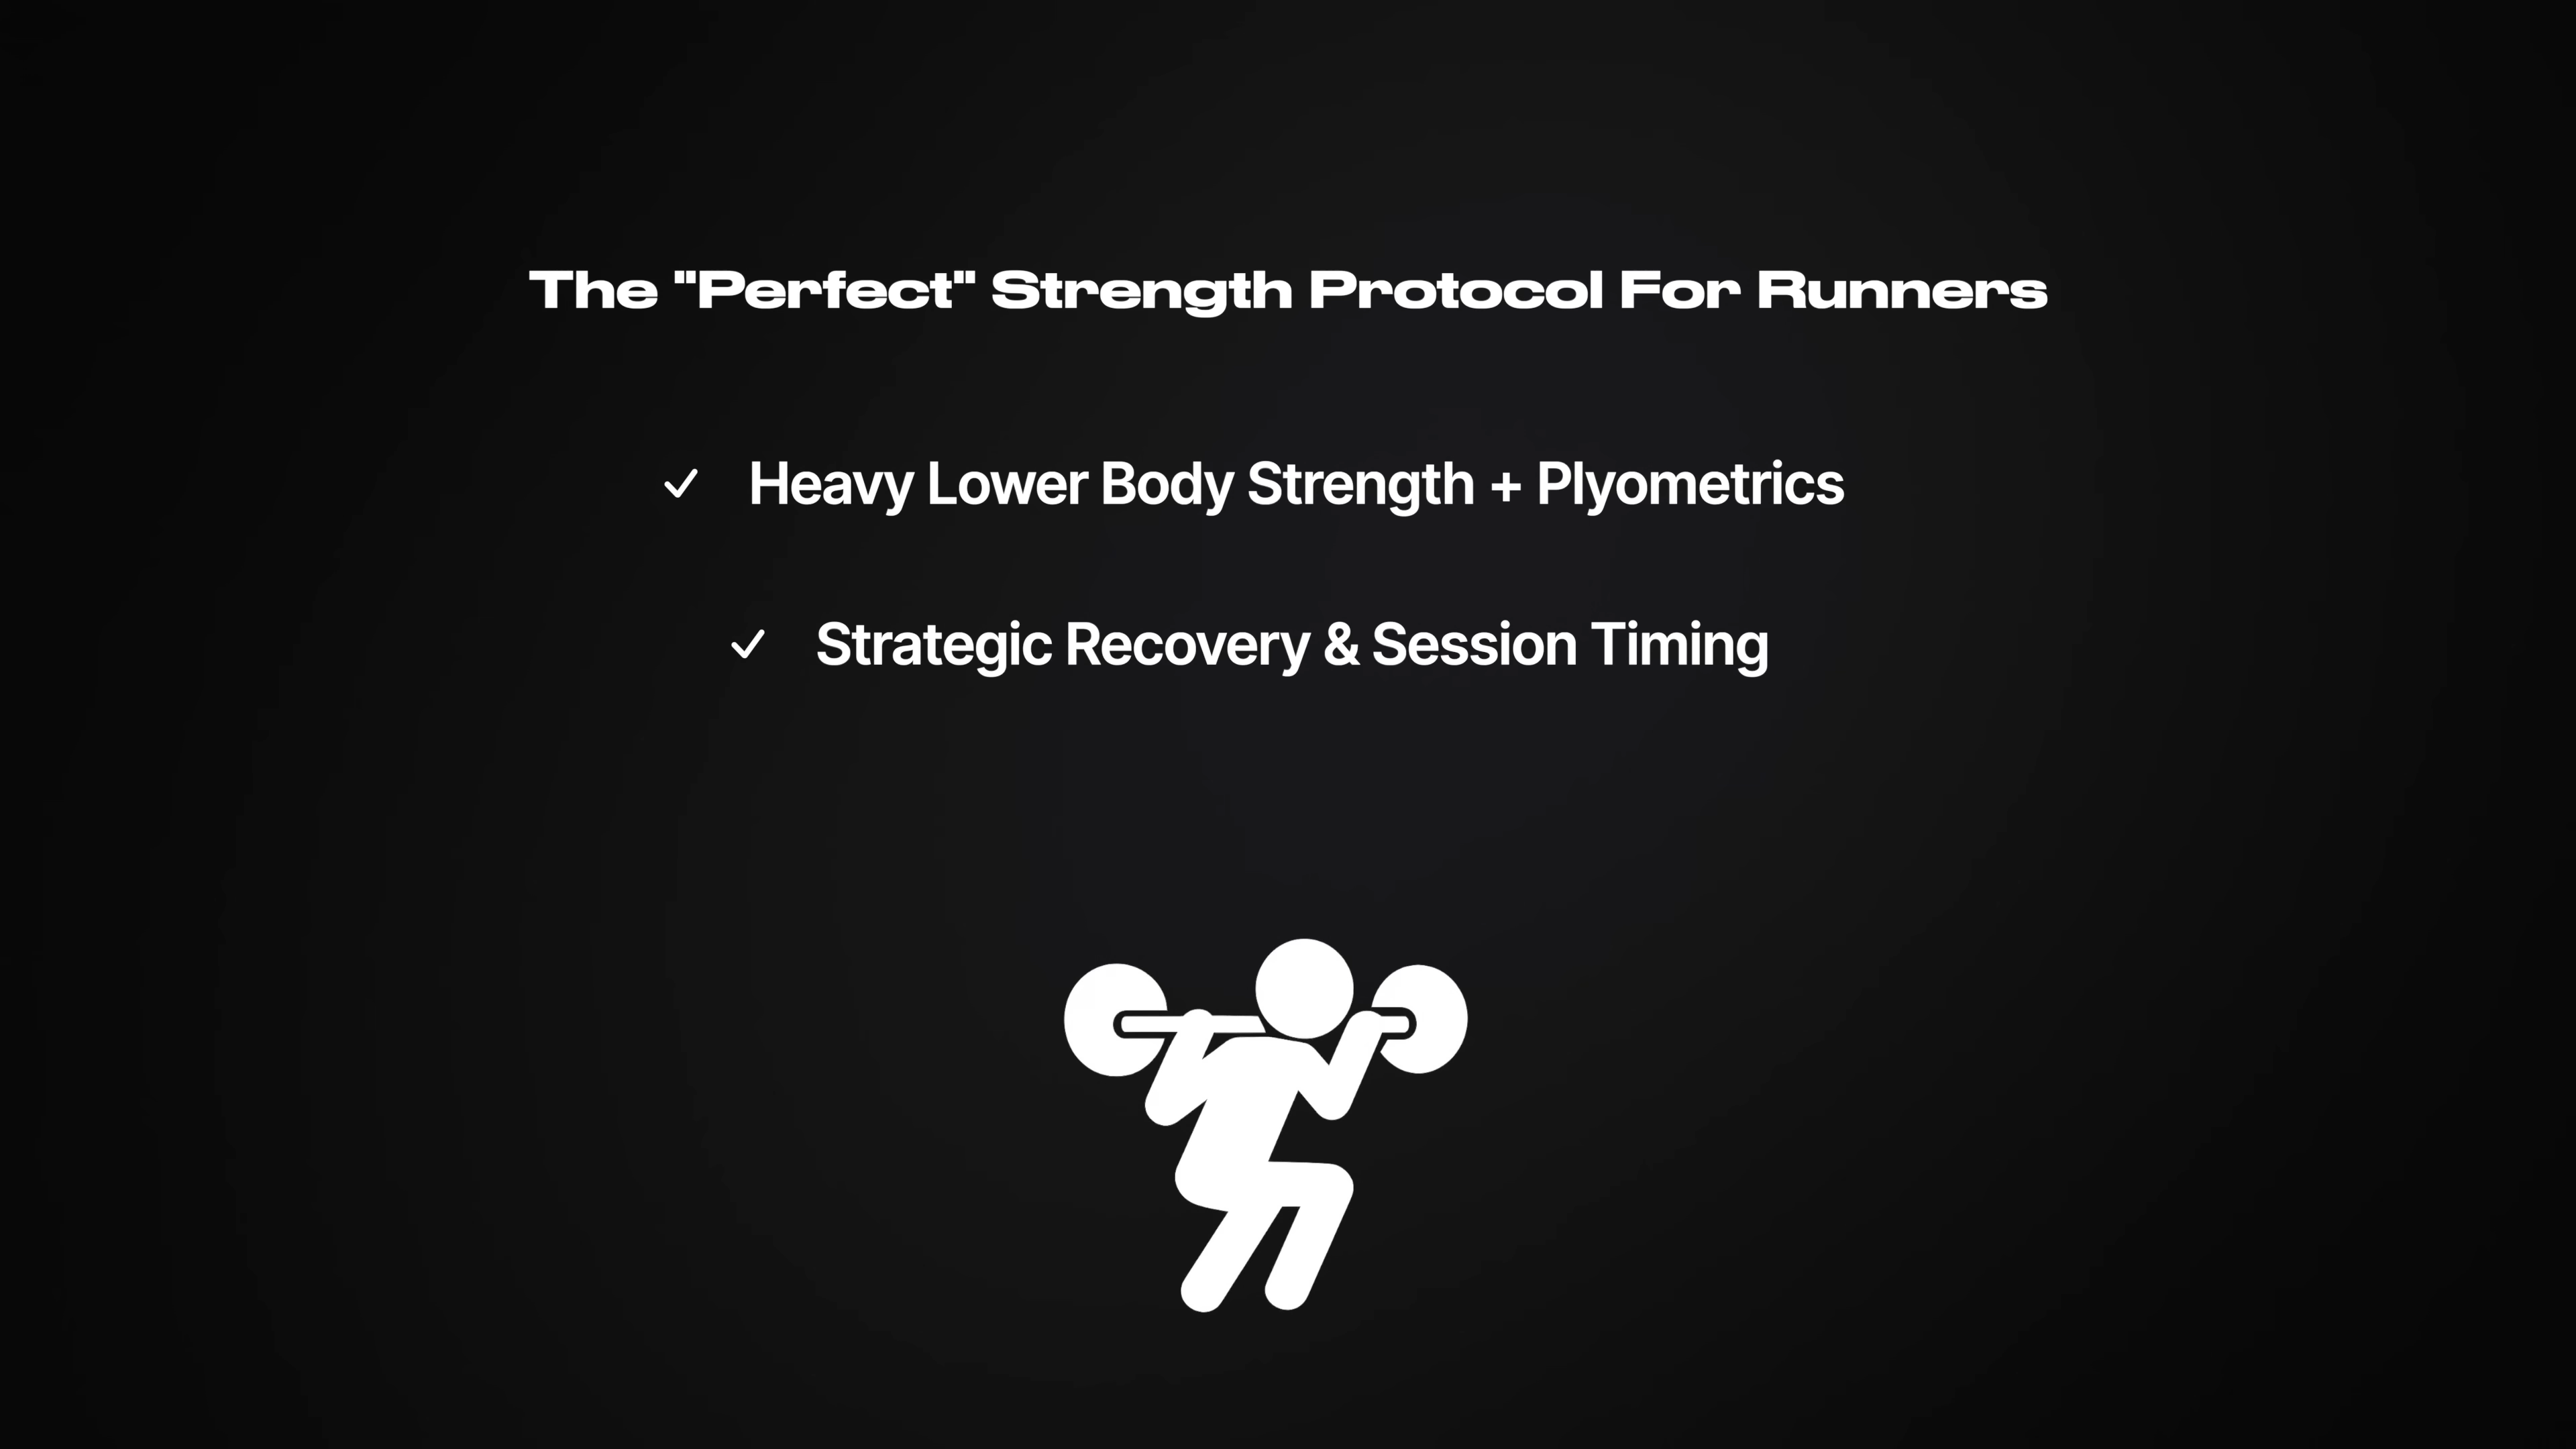 The "Perfect" Strength Protocol For Runners
✓ Heavy Lower Body Strength + Plyometrics
✓ Strategic Recovery & Session Timing